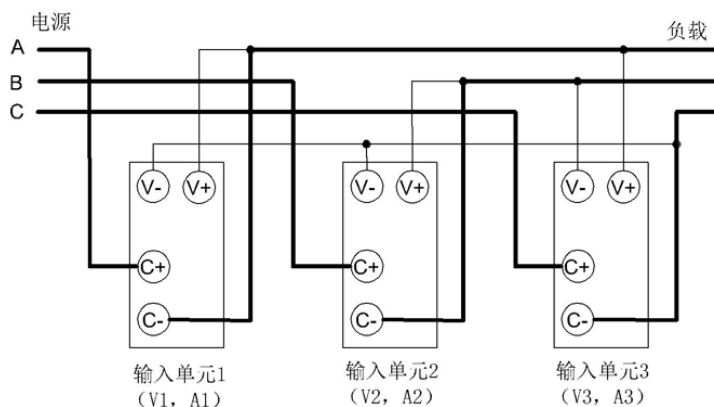 电源
负载
A
B
C
V- V+ V- V+ V- V+
C+ C+ C+
C- C- C-
输入单元1 输入单元2 输入单元3
(V1, A1) (V2, A2) (V3, A3)